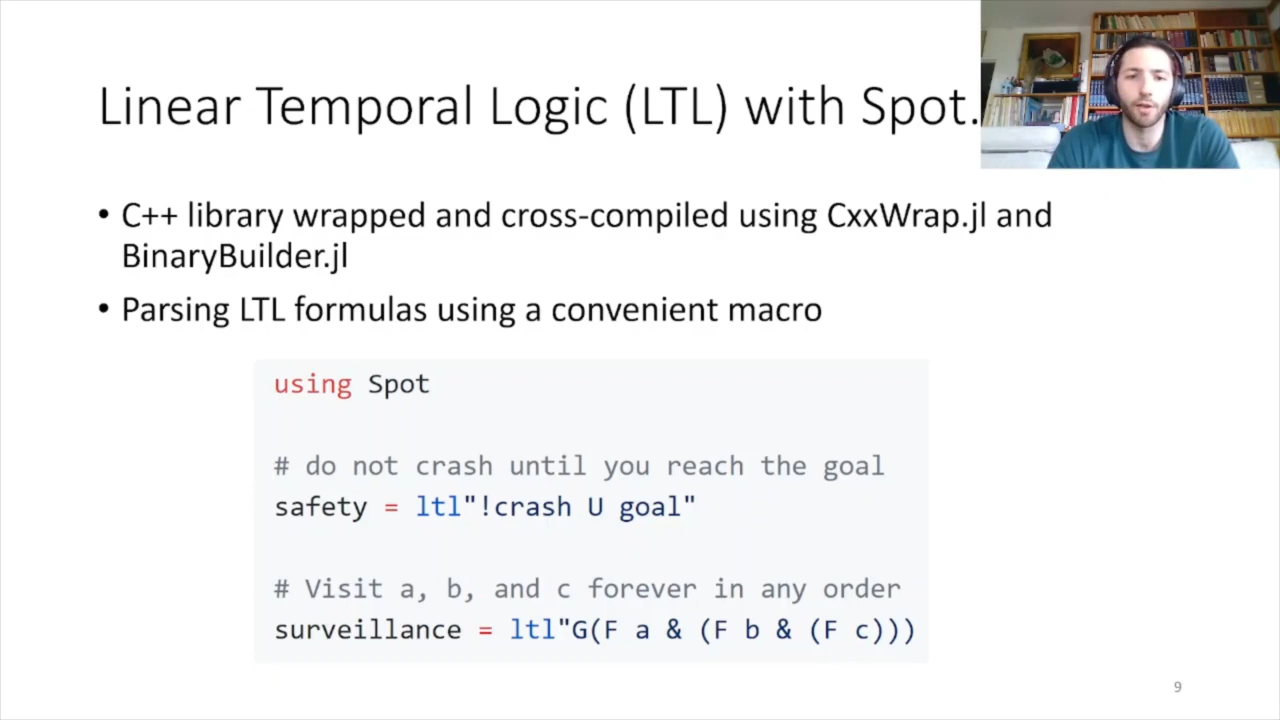 Linear Temporal Logic (LTL) with Spot.
• C++ library wrapped and cross-compiled using CxxWrap.jl and
BinaryBuilder.jl
• Parsing LTL formulas using a convenient macro
using Spot
# do not crash until you reach the goal
safety = ltl"!crash U goal"
# Visit a, b, and c forever in any order
surveillance = ltl"G(F a & (F b & (F c)))
9